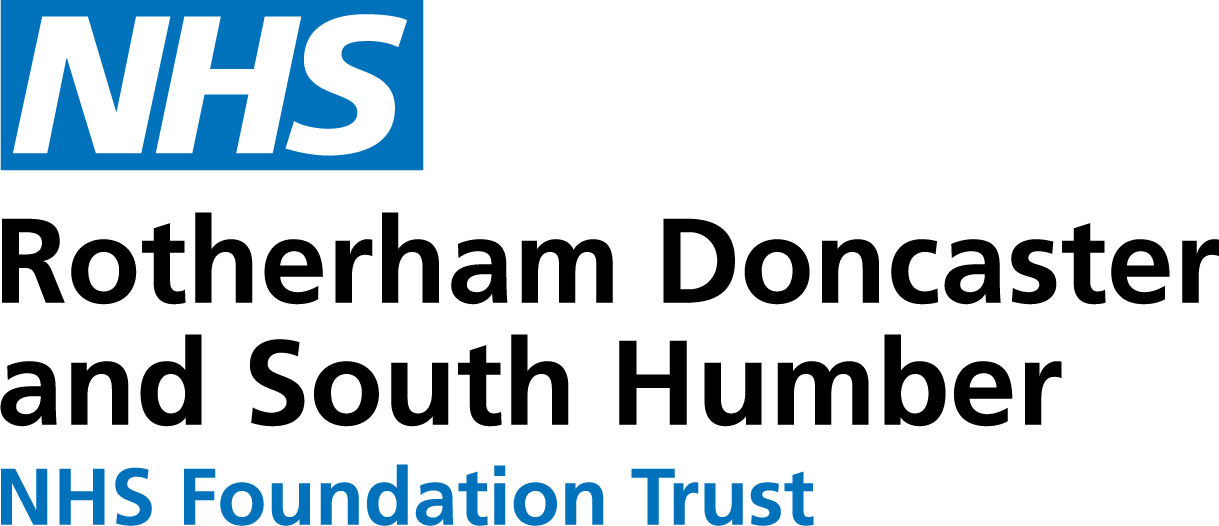 NHS
Rotherham Doncaster
and South Humber
NHS Foundation Trust